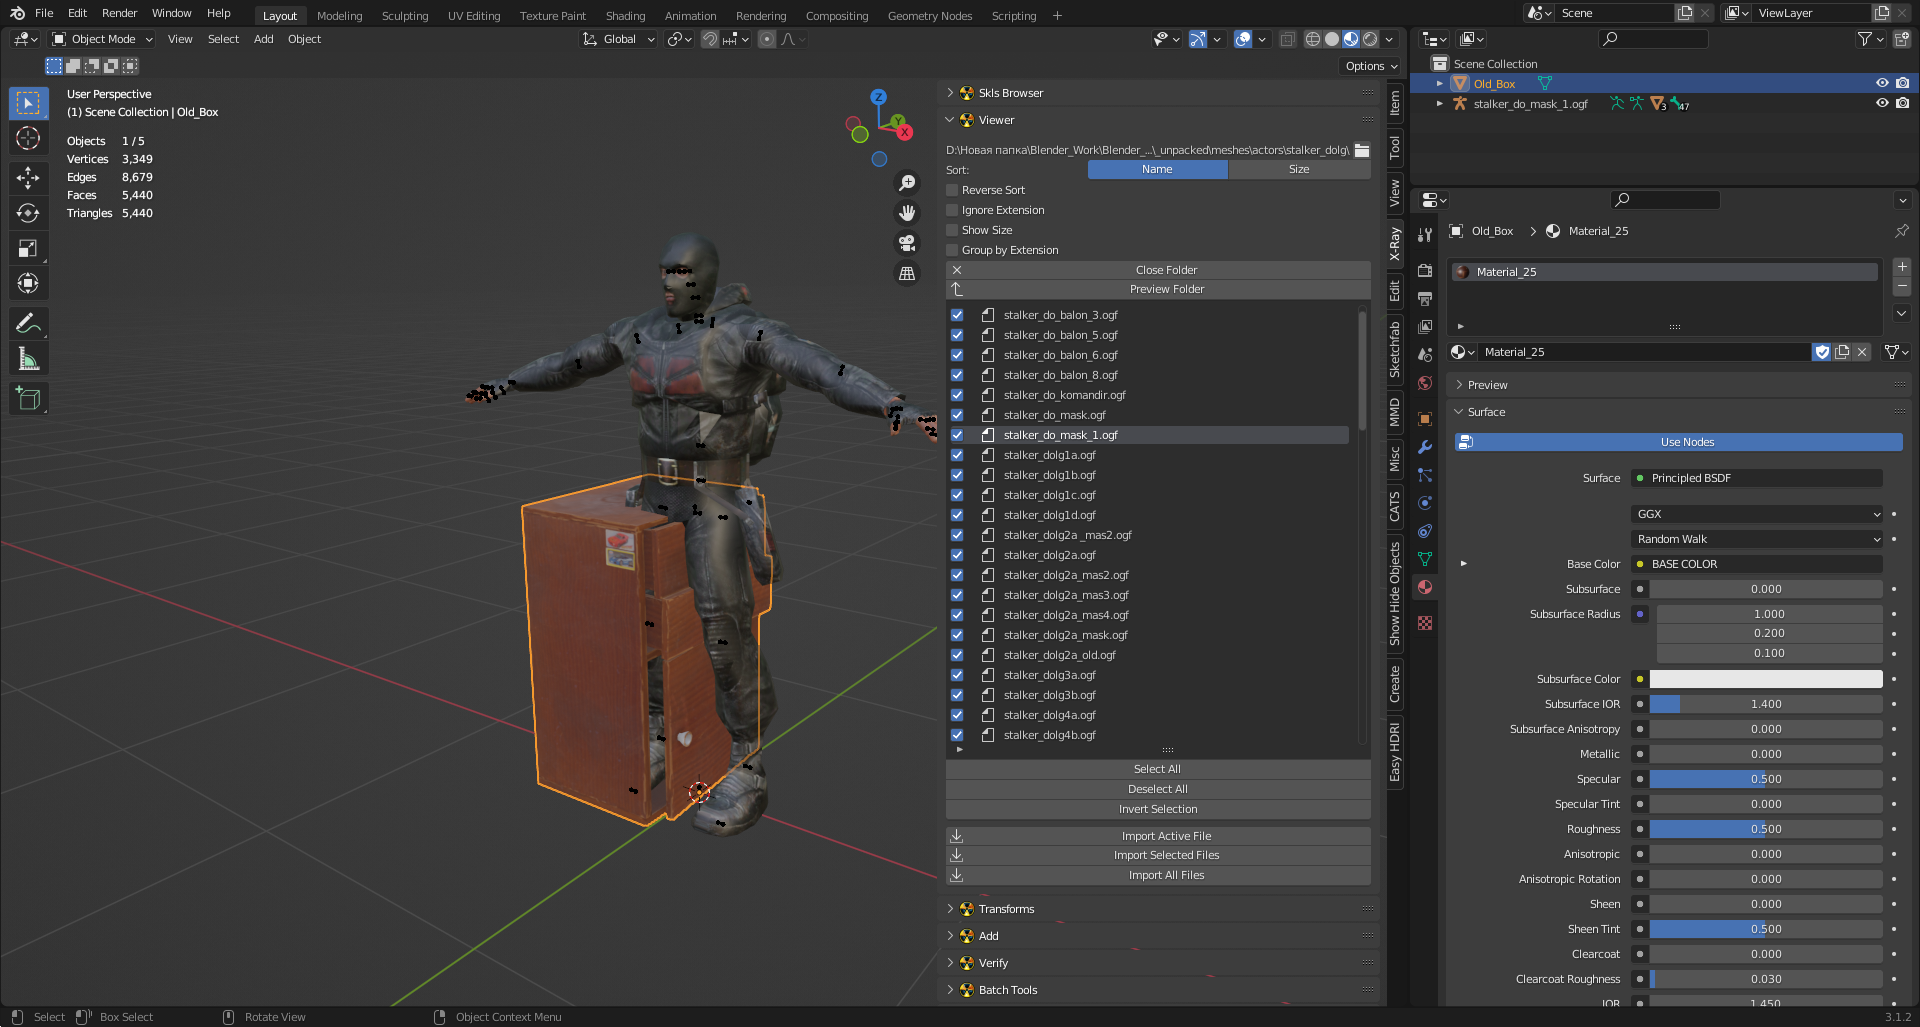 File Edit Render Window Help
Layout Modeling Sculpting UV Editing Texture Paint Shading Animation Rendering Compositing Geometry Nodes Scripting +
Scene
ViewLayer
Object Mode View Select Add Object
Global
Options
User Perspective
(1) Scene Collection | Old_Box
Objects 1 / 5
Vertices 3,349
Edges 8,679
Faces 5,440
Triangles 5,440
Z
Y
X
Skls Browser
Viewer
D:\Новая папка\Blender_Work\Blender_...\_unpacked\meshes\actors\stalker_dolg\
Sort: Name Size
Reverse Sort
Ignore Extension
Show Size
Group by Extension
Close Folder
Preview Folder
stalker_do_balon_3.ogf
stalker_do_balon_5.ogf
stalker_do_balon_6.ogf
stalker_do_balon_8.ogf
stalker_do_komandir.ogf
stalker_do_mask.ogf
stalker_do_mask_1.ogf
stalker_dolg1a.ogf
stalker_dolg1b.ogf
stalker_dolg1c.ogf
stalker_dolg1d.ogf
stalker_dolg2a _mas2.ogf
stalker_dolg2a.ogf
stalker_dolg2a_mas2.ogf
stalker_dolg2a_mas3.ogf
stalker_dolg2a_mas4.ogf
stalker_dolg2a_mask.ogf
stalker_dolg2a_old.ogf
stalker_dolg3a.ogf
stalker_dolg3b.ogf
stalker_dolg4a.ogf
stalker_dolg4b.ogf
Select All
Deselect All
Invert Selection
Import Active File
Import Selected Files
Import All Files
Transforms
Add
Verify
Batch Tools
Item
Tool
View
X-Ray
Edit
Sketchfab
MMD
Misc
CATS
Show Hide Objects
Create
Easy HDRI
Scene Collection
Old_Box
stalker_do_mask_1.ogf 3 47
Old_Box > Material_25
Material_25
Material_25
Preview
Surface
Use Nodes
Surface Principled BSDF
GGX
Random Walk
Base Color BASE COLOR
Subsurface 0.000
Subsurface Radius 1.000
0.200
0.100
Subsurface Color
Subsurface IOR 1.400
Subsurface Anisotropy 0.000
Metallic 0.000
Specular 0.500
Specular Tint 0.000
Roughness 0.500
Anisotropic 0.000
Anisotropic Rotation 0.000
Sheen 0.000
Sheen Tint 0.500
Clearcoat 0.000
Clearcoat Roughness 0.030
IOR 1.450
Select Box Select Rotate View Object Context Menu 3.1.2